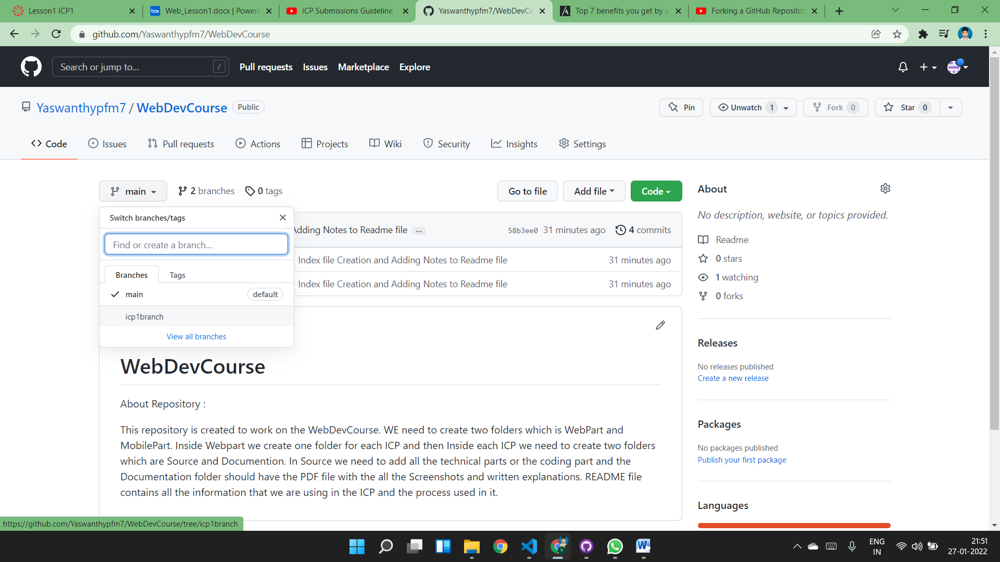 Lesson1 ICP1
Web_Lesson1.docx | Powere
ICP Submissions Guideline -
Yaswanthypfm7/WebDevCo
Top 7 benefits you get by u
Forking a GitHub Repositor
github.com/Yaswanthypfm7/WebDevCourse
Search or jump to... /
Pull requests
Issues
Marketplace
Explore
Yaswanthypfm7 / WebDevCourse Public
Pin
Unwatch 1
Fork 0
Star 0
Code
Issues
Pull requests
Actions
Projects
Wiki
Security
Insights
Settings
main
2 branches
0 tags
Go to file
Add file
Code
Switch branches/tags
Find or create a branch...
Branches
Tags
main default
icp1branch
View all branches
Adding Notes to Readme file ...
58b3ee0 31 minutes ago
4 commits
Index file Creation and Adding Notes to Readme file 31 minutes ago
Index file Creation and Adding Notes to Readme file 31 minutes ago
WebDevCourse
About Repository :
This repository is created to work on the WebDevCourse. WE need to create two folders which is WebPart and
MobilePart. Inside Webpart we create one folder for each ICP and then Inside each ICP we need to create two folders
which are Source and Documention. In Source we need to add all the technical parts or the coding part and the
Documentation folder should have the PDF file with the all the Screenshots and written explanations. README file
contains all the information that we are using in the ICP and the process used in it.
About
No description, website, or topics provided.
Readme
0 stars
1 watching
0 forks
Releases
No releases published
Create a new release
Packages
No packages published
Publish your first package
Languages
https://github.com/Yaswanthypfm7/WebDevCourse/tree/icp1branch
ENG
IN
21:51
27-01-2022